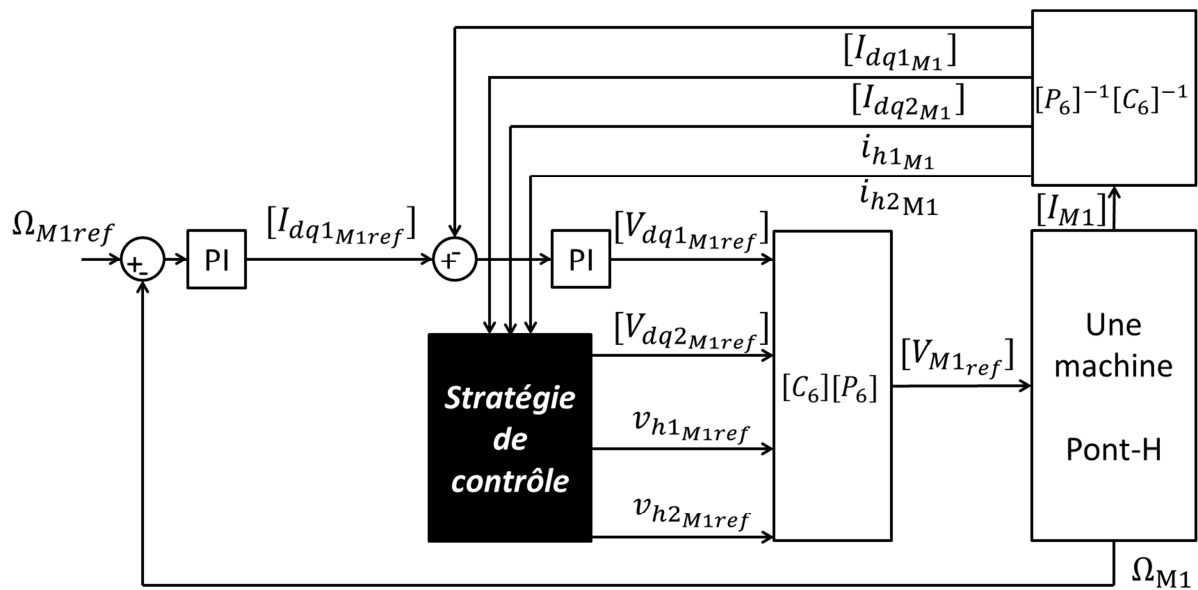 [I_{dq1_{M1}}]
[I_{dq2_{M1}}]
[P_6]^{-1}[C_6]^{-1}
i_{h1_{M1}}
i_{h2_{M1}}
[I_{M1}]
Ω_{M1ref}
[I_{dq1_{M1ref}}]
[V_{dq1_{M1ref}}]
+
-
PI
+
-
PI
[V_{dq2_{M1ref}}]
Stratégie
de
contrôle
v_{h1_{M1ref}}
v_{h2_{M1ref}}
[C_6][P_6]
[V_{M1_{ref}}]
Une
machine
Pont-H
Ω_{M1}